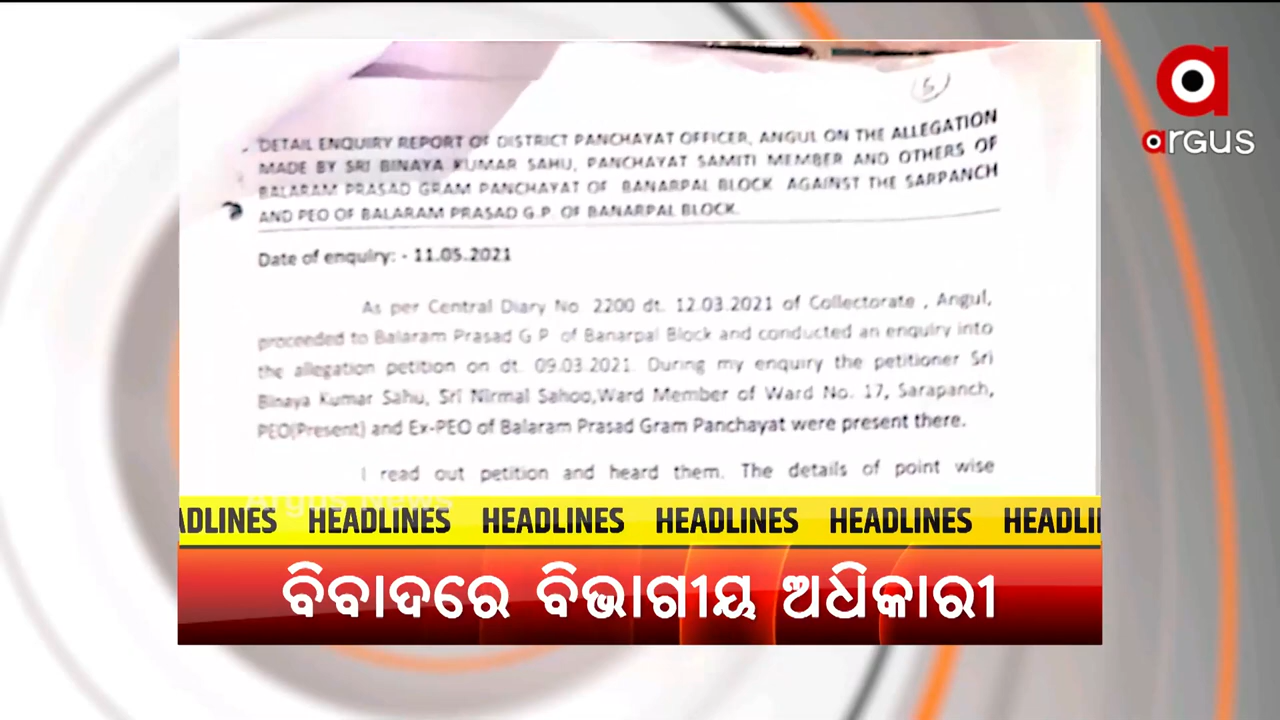 5
DETAIL ENQUIRY REPORT OF DISTRICT PANCHAYAT OFFICER, ANGUL ON THE ALLEGATION
MADE BY SRI BINAYA KUMAR SAHU, PANCHAYAT SAMITI MEMBER AND OTHERS OF
BALARAM PRASAD GRAM PANCHAYAT OF BANARPAL BLOCK AGAINST THE SARPANCH
AND PEO OF BALARAM PRASAD G.P. OF BANARPAL BLOCK.
Date of enquiry: - 11.05.2021
As per Central Diary No 2200 dt. 12.03.2021 of Collectorate , Angul,
proceeded to Balaram Prasad G P of Banarpal Block and conducted an enquiry into
the allegation petition on dt. 09.03.2021. During my enquiry the petitioner Sri
Binaya Kumar Sahu, Sri Nirmal Sahoo,Ward Member of Ward No. 17, Sarapanch,
PEO(Present) and Ex-PEO of Balaram Prasad Gram Panchayat were present there.
I read out petition and heard them. The details of point wise
Argus News
ADLINES HEADLINES HEADLINES HEADLINES HEADLINES HEADLI
ବିବାଦରେ ବିଭାଗୀୟ ଅଧିକାରୀ
argus